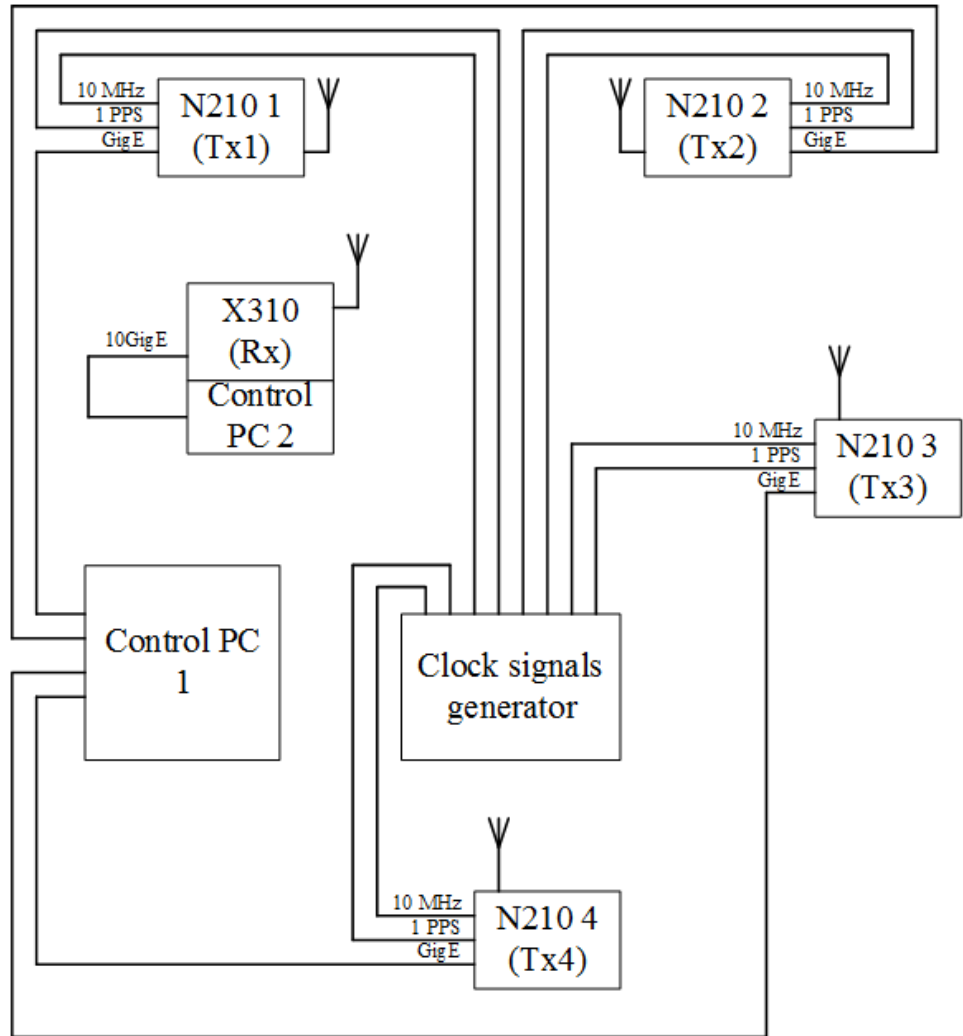 10 MHz
1 PPS
GigE
N210 1
(Tx1)
N210 2
(Tx2)
10 MHz
1 PPS
GigE
10GigE
X310
(Rx)
Control
PC 2
10 MHz
1 PPS
GigE
N210 3
(Tx3)
Control PC
1
Clock signals
generator
10 MHz
1 PPS
GigE
N210 4
(Tx4)